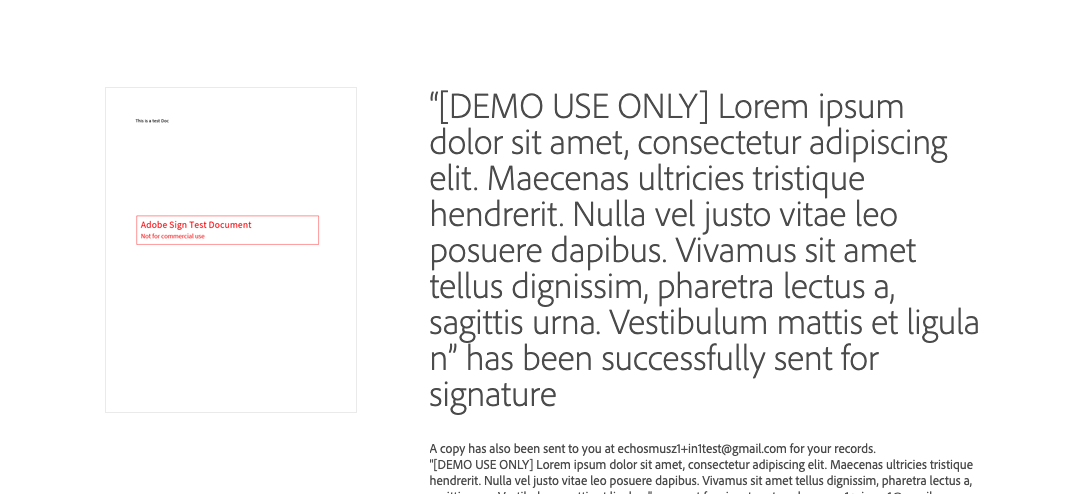 This is a test Doc
Adobe Sign Test Document
Not for commercial use
“[DEMO USE ONLY] Lorem ipsum
dolor sit amet, consectetur adipiscing
elit. Maecenas ultricies tristique
hendrerit. Nulla vel justo vitae leo
posuere dapibus. Vivamus sit amet
tellus dignissim, pharetra lectus a,
sagittis urna. Vestibulum mattis et ligula
n” has been successfully sent for
signature
A copy has also been sent to you at echosmusz1+in1test@gmail.com for your records.
"[DEMO USE ONLY] Lorem ipsum dolor sit amet, consectetur adipiscing elit. Maecenas ultricies tristique
hendrerit. Nulla vel justo vitae leo posuere dapibus. Vivamus sit amet tellus dignissim, pharetra lectus a,